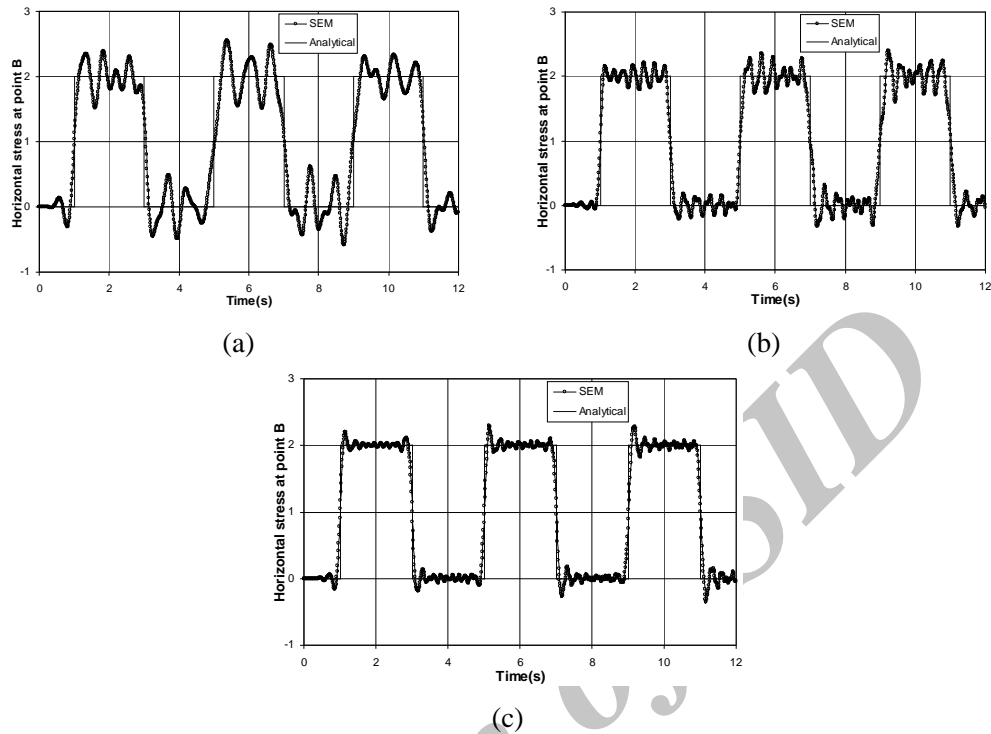 3
2
1
0
-1
0 2 4 6 8 10 12
Time(s)
Horizontal stress at point B
SEM
Analytical
(a)
3
2
1
0
-1
0 2 4 6 8 10 12
Time(s)
Horizontal stress at point B
SEM
Analytical
(b)
3
2
1
0
-1
0 2 4 6 8 10 12
Time(s)
Horizontal stress at point B
SEM
Analytical
(c)
of SID